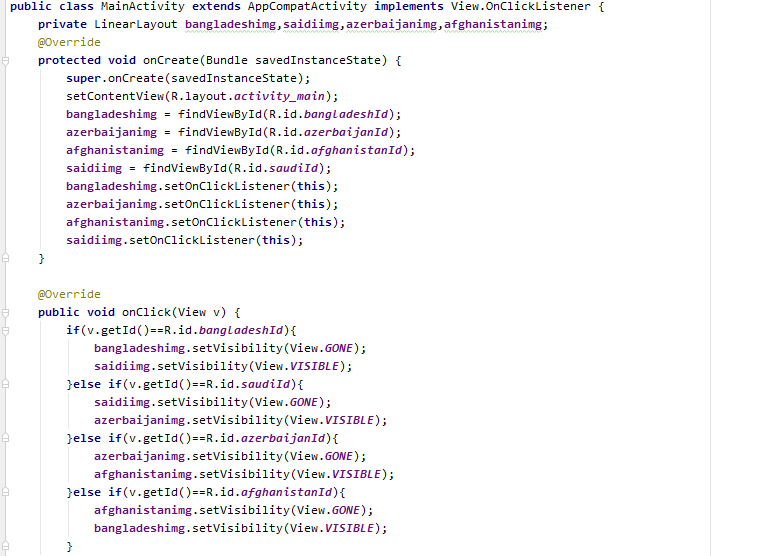 public class MainActivity extends AppCompatActivity implements View.OnClickListener {
    private LinearLayout bangladeshimg,saidiimg,azerbaijanimg,afghanistanimg;
    @Override
    protected void onCreate(Bundle savedInstanceState) {
        super.onCreate(savedInstanceState);
        setContentView(R.layout.activity_main);
        bangladeshimg = findViewById(R.id.bangladeshId);
        azerbaijanimg = findViewById(R.id.azerbaijanId);
        afghanistanimg = findViewById(R.id.afghanistanId);
        saidiimg = findViewById(R.id.saudiId);
        bangladeshimg.setOnClickListener(this);
        azerbaijanimg.setOnClickListener(this);
        afghanistanimg.setOnClickListener(this);
        saidiimg.setOnClickListener(this);
    }
    @Override
    public void onClick(View v) {
        if(v.getId()==R.id.bangladeshId){
            bangladeshimg.setVisibility(View.GONE);
            saidiimg.setVisibility(View.VISIBLE);
        }else if(v.getId()==R.id.saudiId){
            saidiimg.setVisibility(View.GONE);
            azerbaijanimg.setVisibility(View.VISIBLE);
        }else if(v.getId()==R.id.azerbaijanId){
            azerbaijanimg.setVisibility(View.GONE);
            afghanistanimg.setVisibility(View.VISIBLE);
        }else if(v.getId()==R.id.afghanistanId){
            afghanistanimg.setVisibility(View.GONE);
            bangladeshimg.setVisibility(View.VISIBLE);
        }